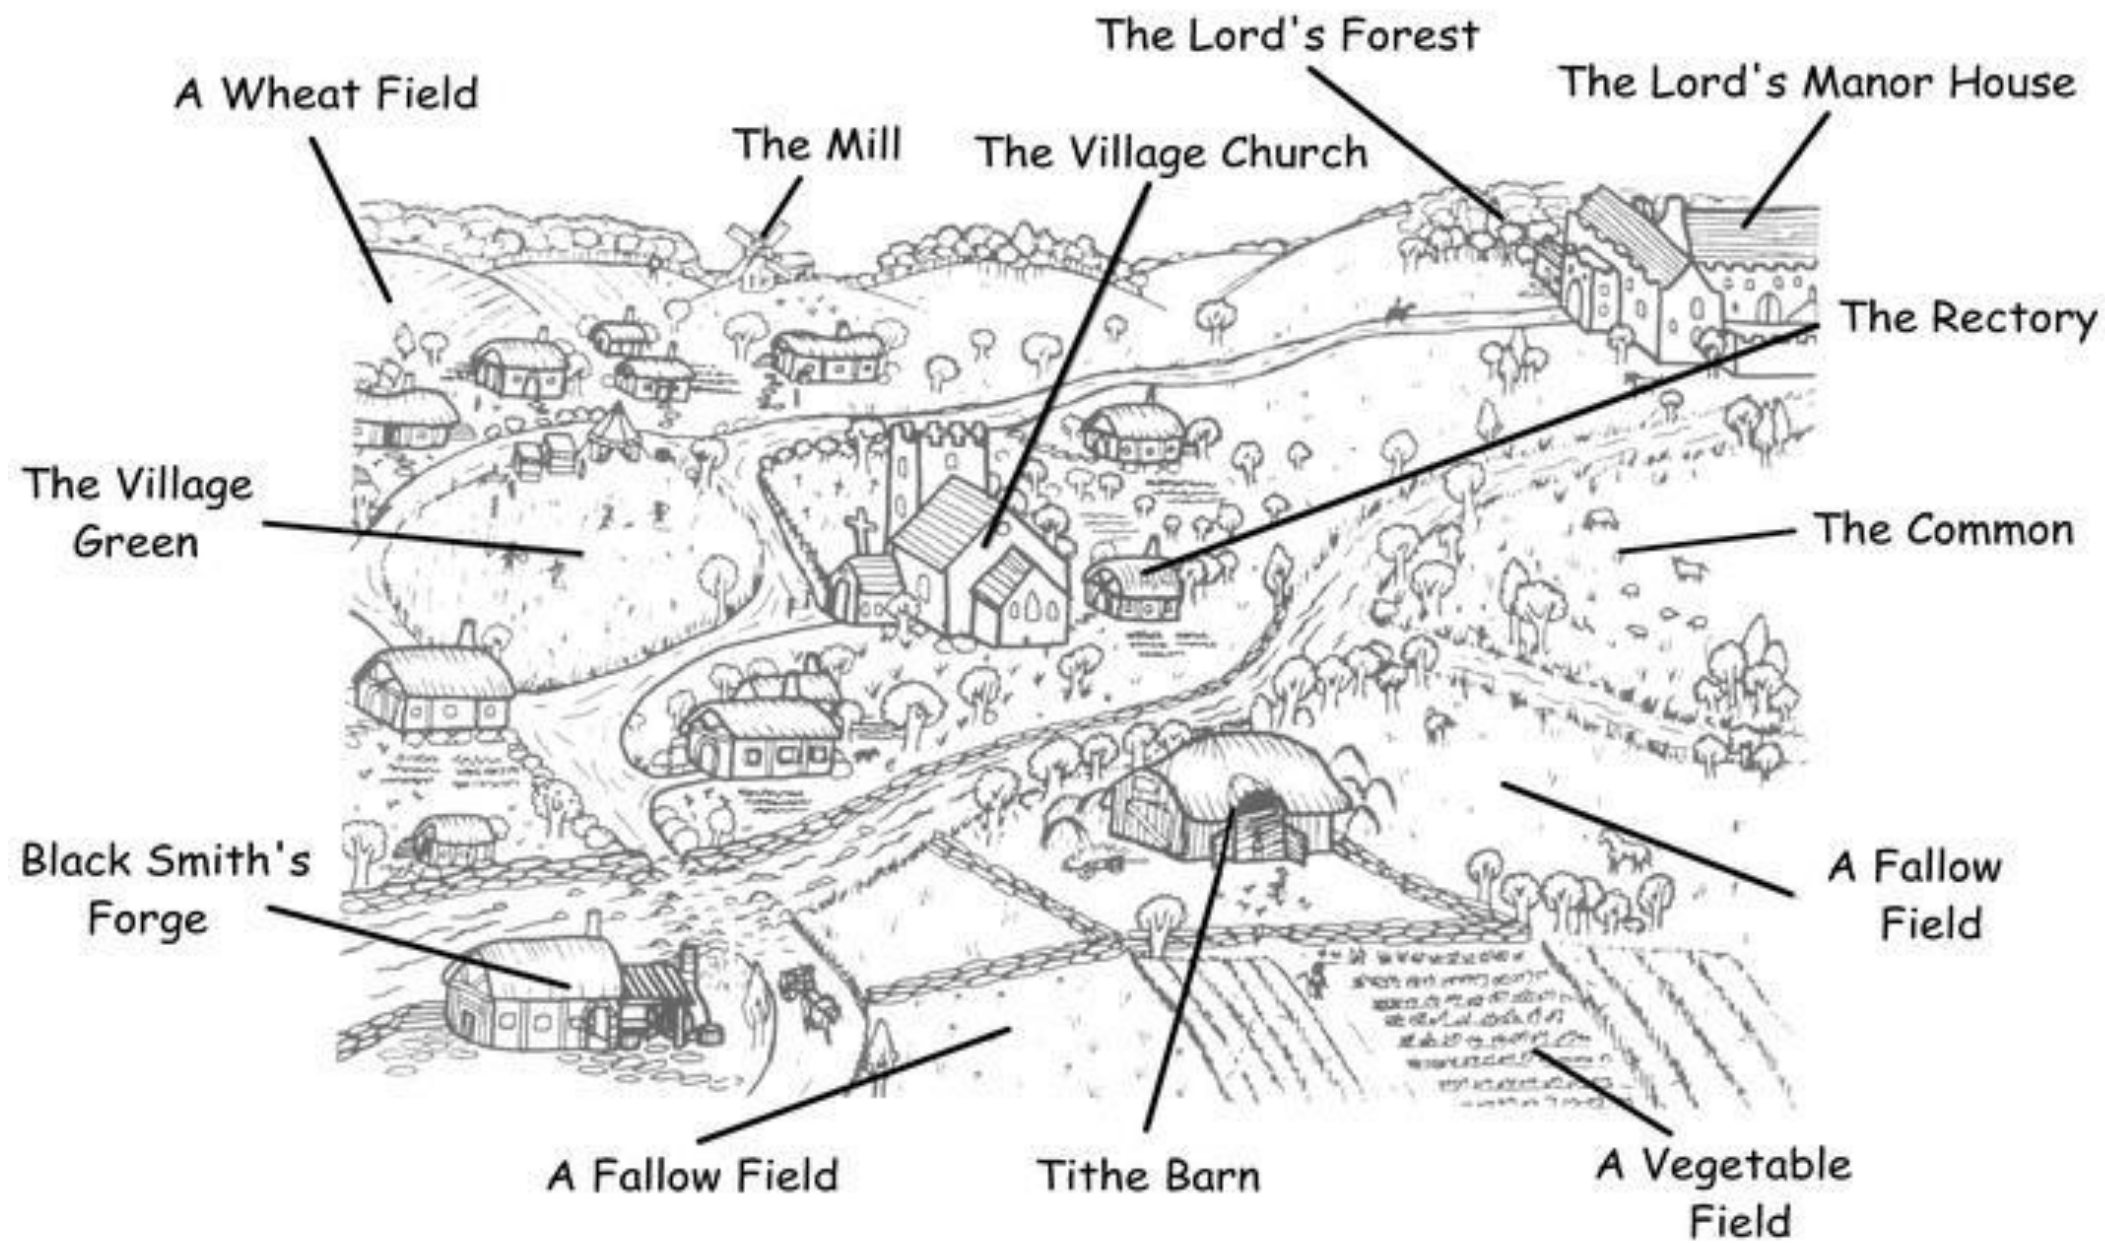 The Lord's Forest
The Lord's Manor House
A Wheat Field
The Mill
The Village Church
The Rectory
The Village
Green
The Common
Black Smith's
Forge
A Fallow
Field
A Fallow Field
Tithe Barn
A Vegetable
Field